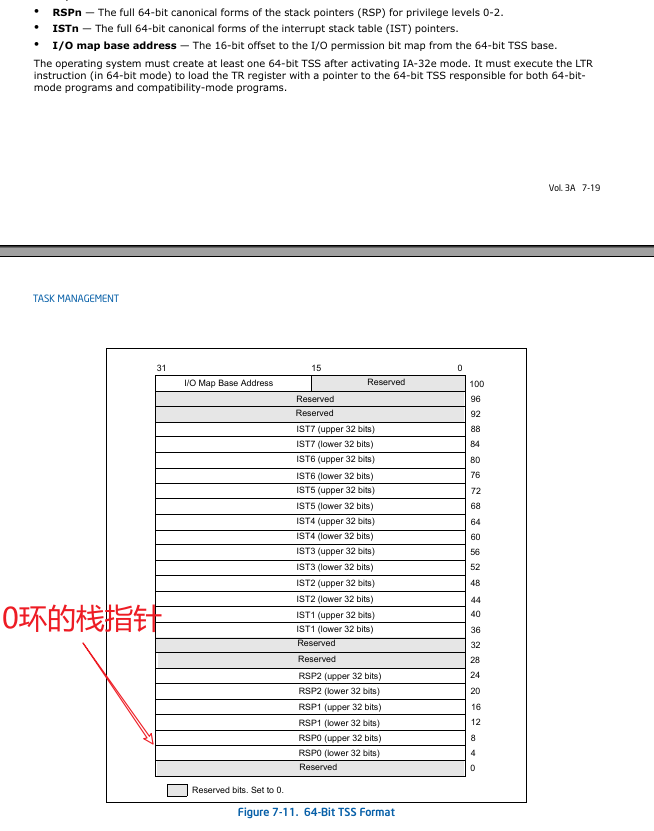 • RSPn — The full 64-bit canonical forms of the stack pointers (RSP) for privilege levels 0-2.
• ISTn — The full 64-bit canonical forms of the interrupt stack table (IST) pointers.
• I/O map base address — The 16-bit offset to the I/O permission bit map from the 64-bit TSS base.
The operating system must create at least one 64-bit TSS after activating IA-32e mode. It must execute the LTR
instruction (in 64-bit mode) to load the TR register with a pointer to the 64-bit TSS responsible for both 64-bit-
mode programs and compatibility-mode programs.
Vol. 3A 7-19
TASK MANAGEMENT
31 15 0
I/O Map Base Address Reserved 100
Reserved 96
Reserved 92
IST7 (upper 32 bits) 88
IST7 (lower 32 bits) 84
IST6 (upper 32 bits) 80
IST6 (lower 32 bits) 76
IST5 (upper 32 bits) 72
IST5 (lower 32 bits) 68
IST4 (upper 32 bits) 64
IST4 (lower 32 bits) 60
IST3 (upper 32 bits) 56
IST3 (lower 32 bits) 52
IST2 (upper 32 bits) 48
IST2 (lower 32 bits) 44
IST1 (upper 32 bits) 40
0环的栈指针
IST1 (lower 32 bits) 36
Reserved 32
Reserved 28
RSP2 (upper 32 bits) 24
RSP2 (lower 32 bits) 20
RSP1 (upper 32 bits) 16
RSP1 (lower 32 bits) 12
RSP0 (upper 32 bits) 8
RSP0 (lower 32 bits) 4
Reserved 0
Reserved bits. Set to 0.
Figure 7-11. 64-Bit TSS Format